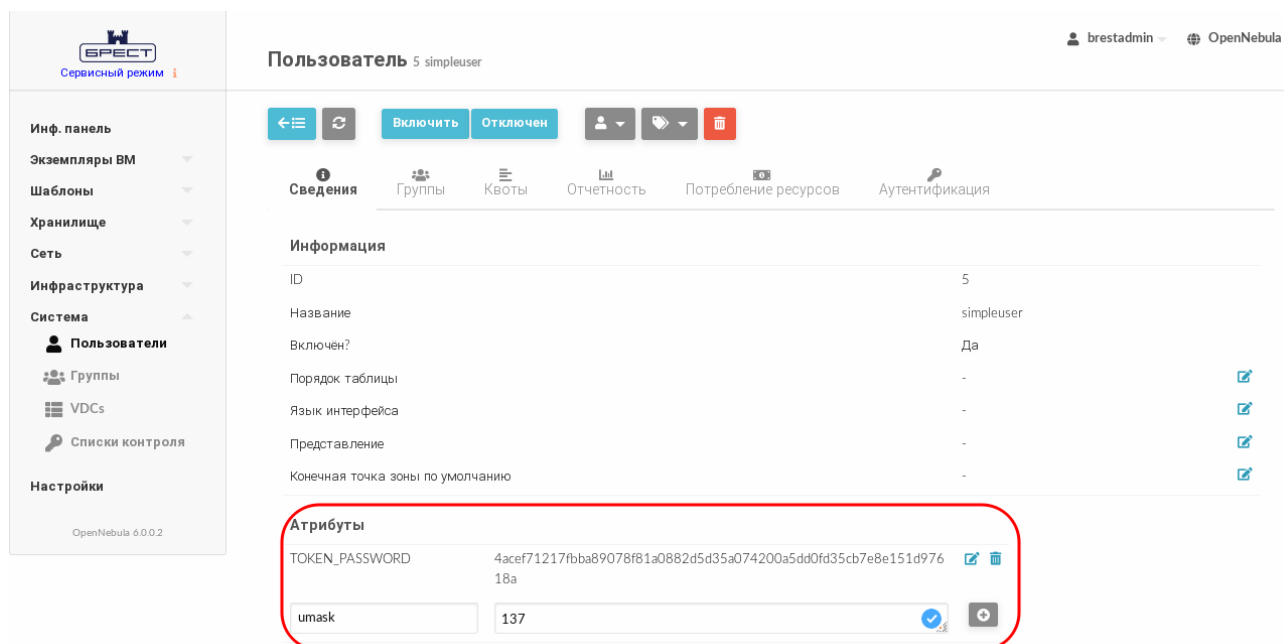 БРЕСТ
Сервисный режим i
brestadmin
OpenNebula
Пользователь 5 simpleuser
Включить
Отключен
Инф. панель
Экземпляры ВМ
Шаблоны
Хранилище
Сеть
Инфраструктура
Система
Пользователи
Группы
VDCs
Списки контроля
Настройки
OpenNebula 6.0.0.2
Сведения
Группы
Квоты
Отчетность
Потребление ресурсов
Аутентификация
Информация
ID 5
Название simpleuser
Включен? Да
Порядок таблицы -
Язык интерфейса -
Представление -
Конечная точка зоны по умолчанию -
Атрибуты
TOKEN_PASSWORD 4acef71217fbba89078f81a0882d5d35a074200a5dd0fd35cb7e8e151d976
18a
umask 137